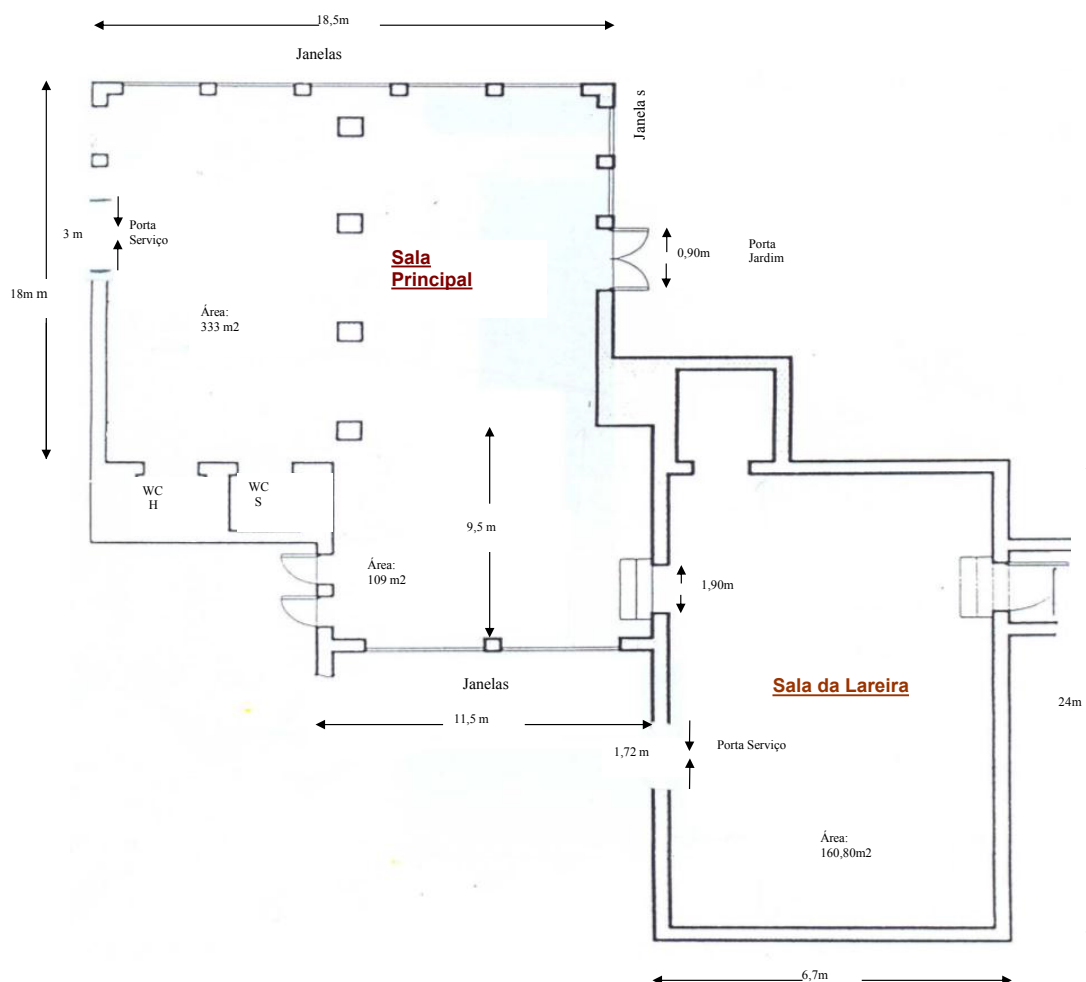 18,5m
Janelas
Janela s
3 m
Porta
Serviço
Sala
Principal
0,90m
Porta
Jardim
18m m
Área:
333 m2
WC
H
WC
S
9,5 m
Área:
109 m2
1,90m
Janelas
Sala da Lareira
24m
11,5 m
1,72 m
Porta Serviço
Área:
160,80m2
6,7m